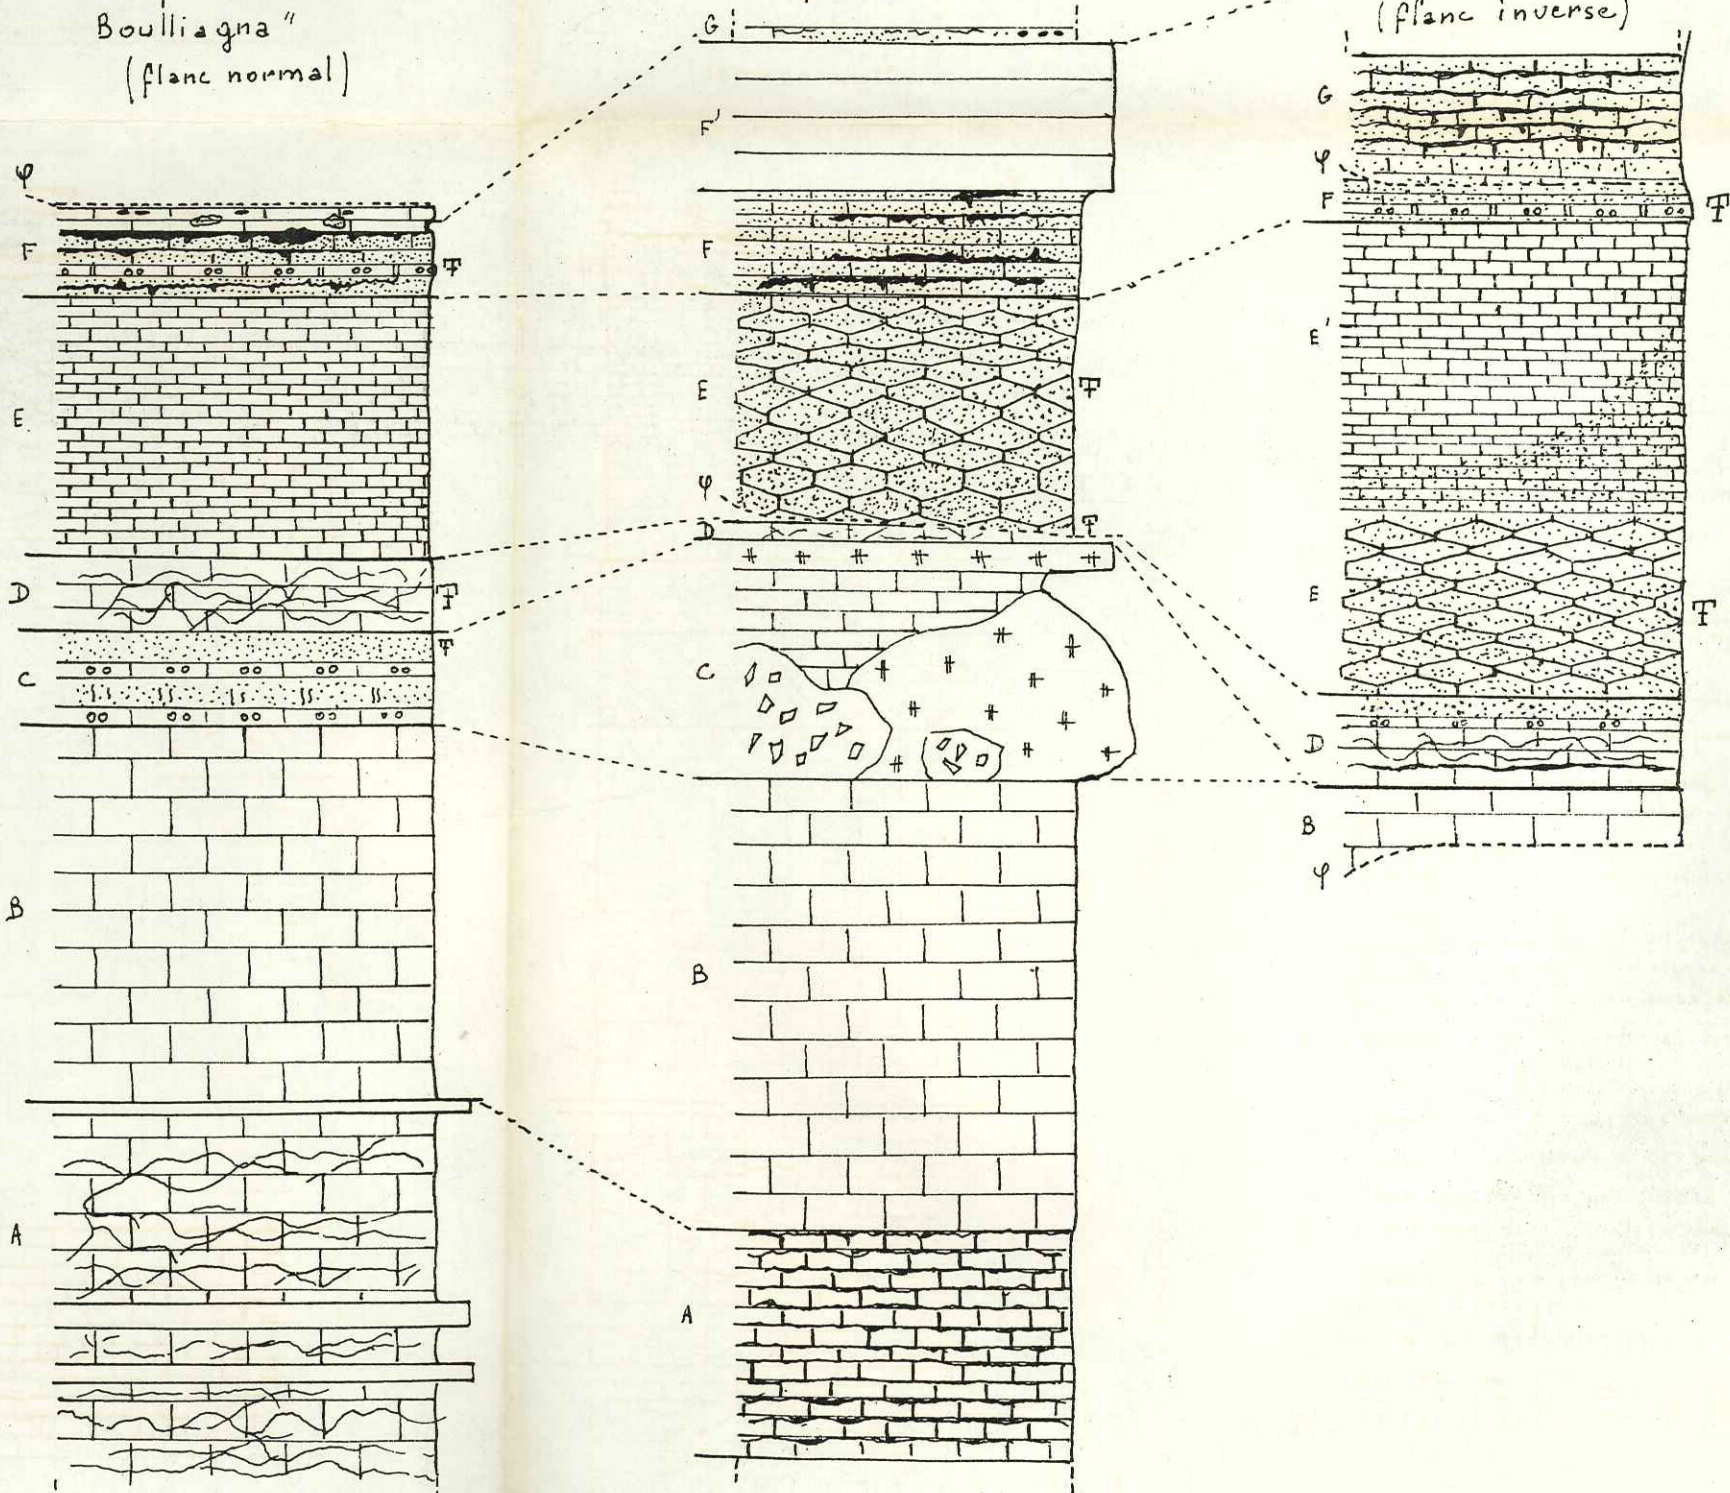 Boulliagna"
(flanc normal)
φ
F
Ŧ
E
D
Ŧ
Ŧ
C
B
A
G
F'
F
E
Ŧ
φ
D
Ŧ
C
B
A
(flanc inverse)
G
φ
F
Ŧ
E'
E
Ŧ
D
B
φ